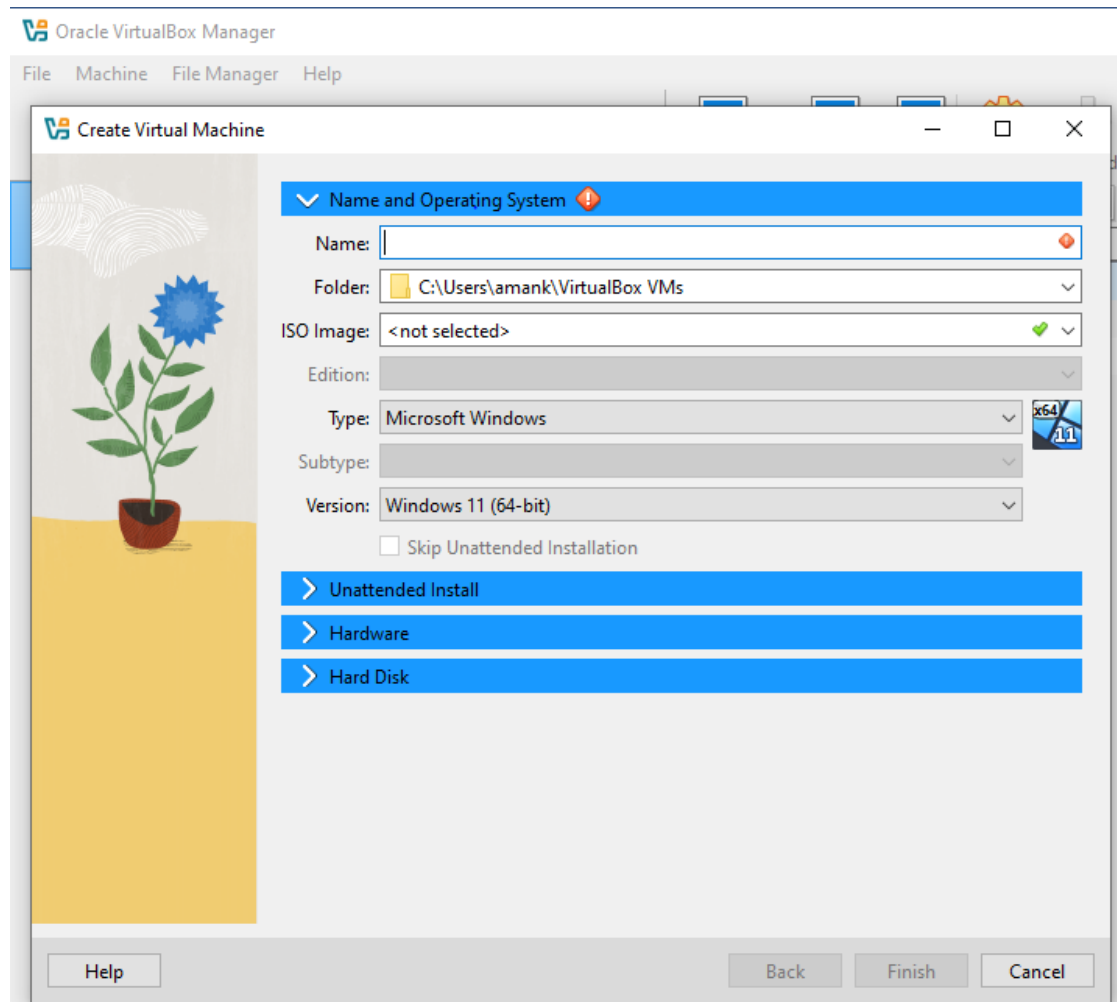 Oracle VirtualBox Manager
File Machine File Manager Help
Create Virtual Machine
Name and Operating System
Name:
Folder: C:\Users\amank\VirtualBox VMs
ISO Image: <not selected>
Edition:
Type: Microsoft Windows
x64
11
Subtype:
Version: Windows 11 (64-bit)
Skip Unattended Installation
Unattended Install
Hardware
Hard Disk
Help Back Finish Cancel